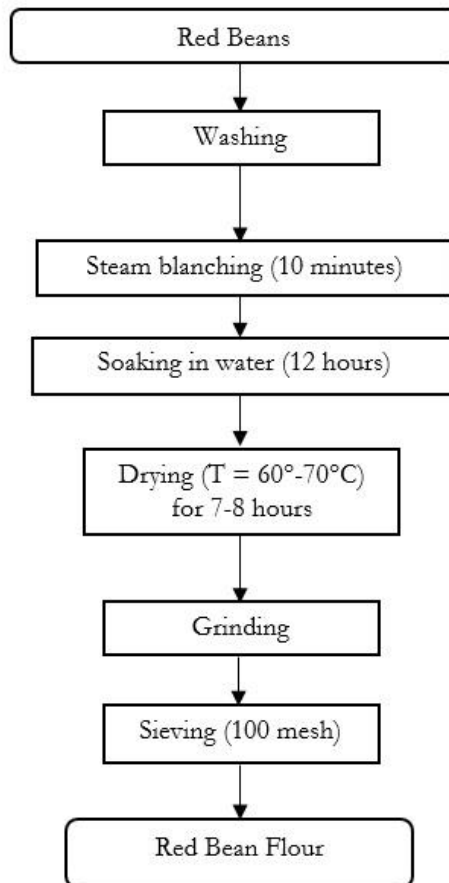 Red Beans
Washing
Steam blanching (10 minutes)
Soaking in water (12 hours)
Drying (T = 60°-70°C)
for 7-8 hours
Grinding
Sieving (100 mesh)
Red Bean Flour